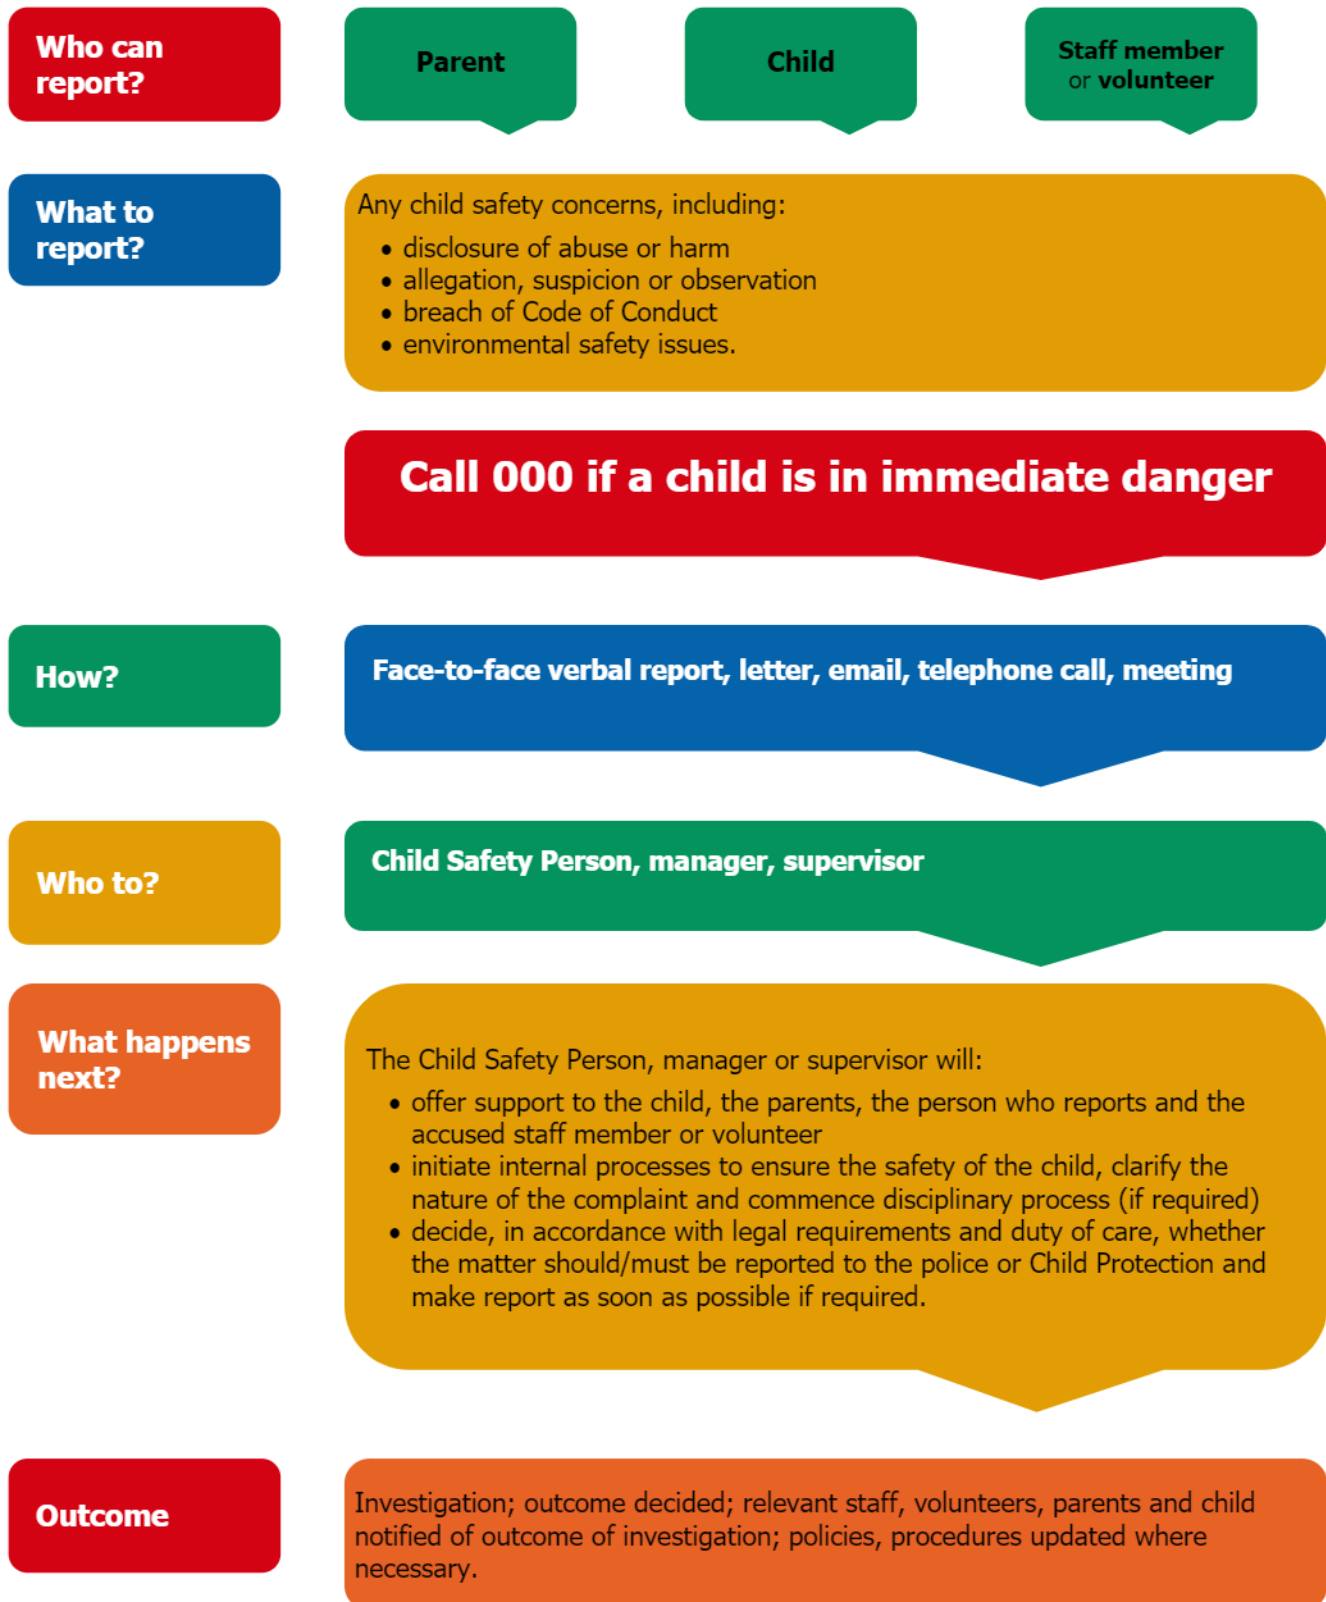 Who can
report?
Parent
Child
Staff member
or volunteer
What to
report?
Any child safety concerns, including:
• disclosure of abuse or harm
• allegation, suspicion or observation
• breach of Code of Conduct
• environmental safety issues.
Call 000 if a child is in immediate danger
How?
Face-to-face verbal report, letter, email, telephone call, meeting
Who to?
Child Safety Person, manager, supervisor
What happens
next?
The Child Safety Person, manager or supervisor will:
• offer support to the child, the parents, the person who reports and the
accused staff member or volunteer
• initiate internal processes to ensure the safety of the child, clarify the
nature of the complaint and commence disciplinary process (if required)
• decide, in accordance with legal requirements and duty of care, whether
the matter should/must be reported to the police or Child Protection and
make report as soon as possible if required.
Outcome
Investigation; outcome decided; relevant staff, volunteers, parents and child
notified of outcome of investigation; policies, procedures updated where
necessary.